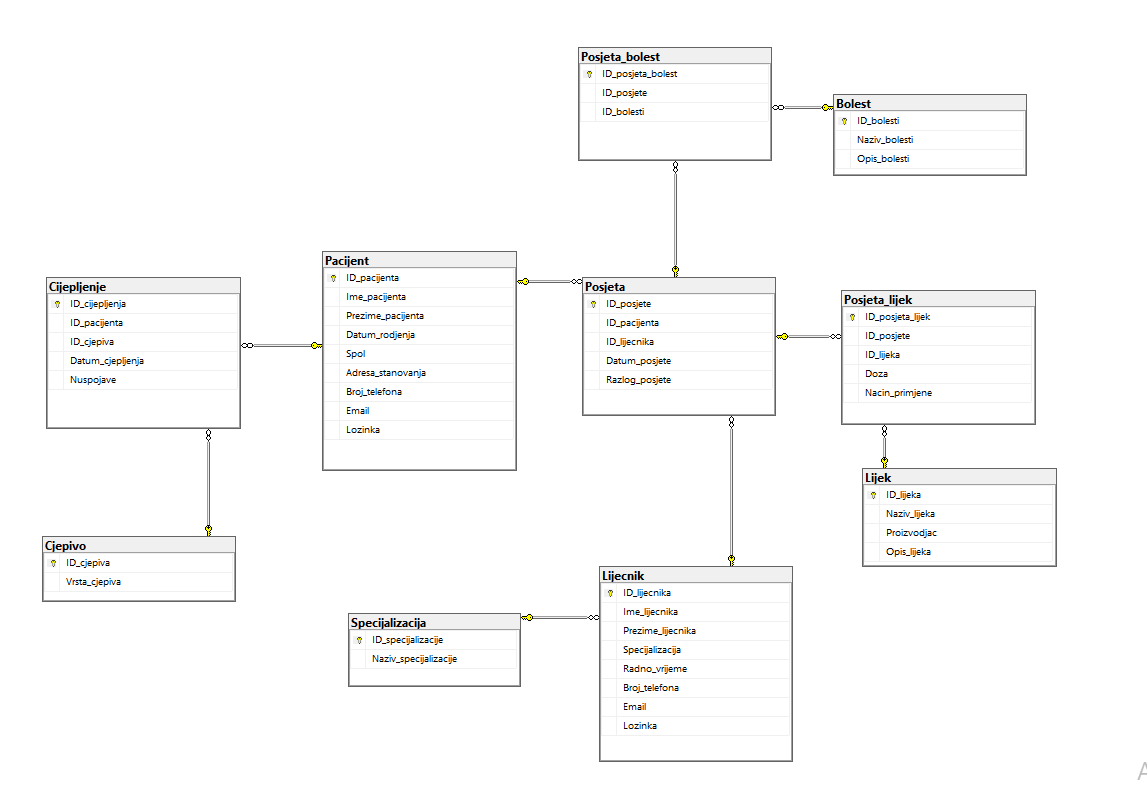 Posjeta_bolest
ID_posjeta_bolest
ID_posjete
ID_bolesti
Bolest
ID_bolesti
Naziv_bolesti
Opis_bolesti
Pacijent
ID_pacijenta
Ime_pacijenta
Prezime_pacijenta
Datum_rodjenja
Spol
Adresa_stanovanja
Broj_telefona
Email
Lozinka
Cijepljenje
ID_cijepljenja
ID_pacijenta
ID_cjepiva
Datum_cjepljenja
Nuspojave
Posjeta
ID_posjete
ID_pacijenta
ID_lijecnika
Datum_posjete
Razlog_posjete
Posjeta_lijek
ID_posjeta_lijek
ID_posjete
ID_lijeka
Doza
Nacin_primjene
Lijek
ID_lijeka
Naziv_lijeka
Proizvodjac
Opis_lijeka
Cjepivo
ID_cjepiva
Vrsta_cjepiva
Lijecnik
ID_lijecnika
Ime_lijecnika
Prezime_lijecnika
Specijalizacija
Radno_vrijeme
Broj_telefona
Email
Lozinka
Specijalizacija
ID_specijalizacije
Naziv_specijalizacije